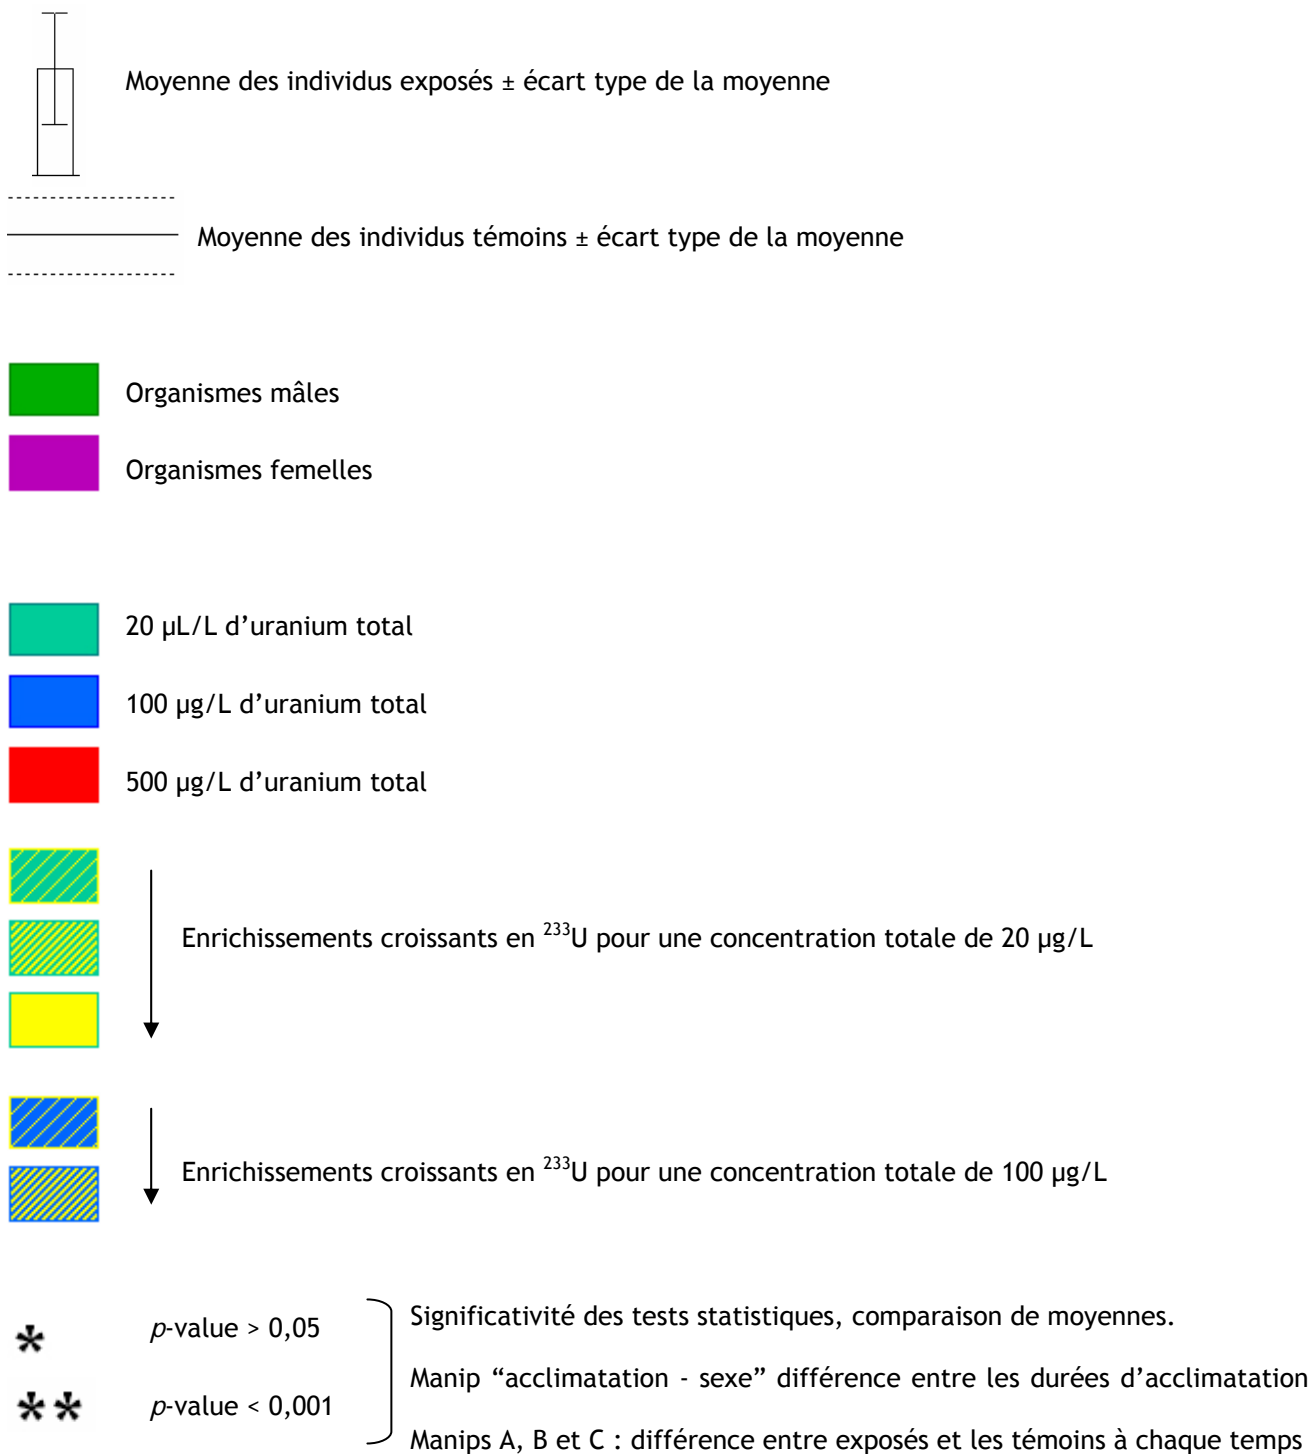 Moyenne des individus exposés ± écart type de la moyenne
Moyenne des individus témoins ± écart type de la moyenne
Organismes mâles
Organismes femelles
20 µL/L d’uranium total
100 µg/L d’uranium total
500 µg/L d’uranium total
Enrichissements croissants en ²³³U pour une concentration totale de 20 µg/L
Enrichissements croissants en ²³³U pour une concentration totale de 100 µg/L
* p-value > 0,05
** p-value < 0,001
Significativité des tests statistiques, comparaison de moyennes.
Manip “acclimatation - sexe” différence entre les durées d’acclimatation
Manips A, B et C : différence entre exposés et les témoins à chaque temps